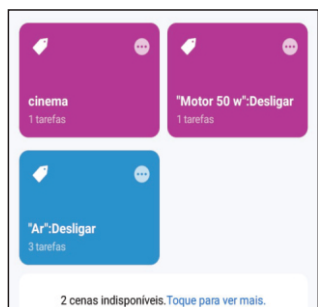 cinema
1 tarefas
"Motor 50 w":Desligar
1 tarefas
"Ar":Desligar
3 tarefas
2 cenas indisponíveis.Toque para ver mais.